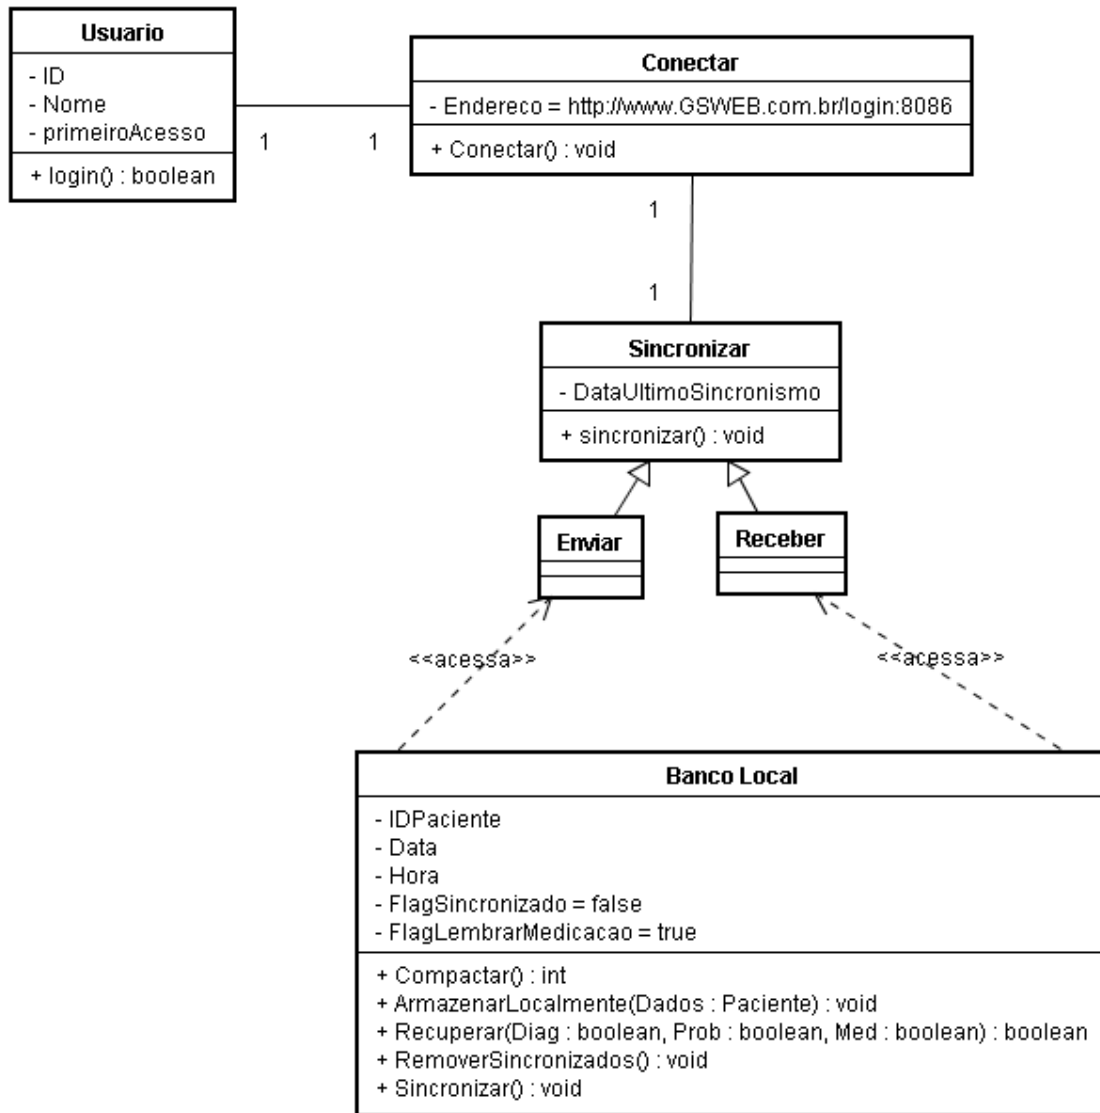 Usuario
- ID
- Nome
- primeiroAcesso
+ login() : boolean
1
1
Conectar
- Endereco = http://www.GSWEB.com.br/login:8086
+ Conectar() : void
1
1
Sincronizar
- DataUltimoSincronismo
+ sincronizar() : void
Enviar
Receber
<<acessa>>
<<acessa>>
Banco Local
- IDPaciente
- Data
- Hora
- FlagSincronizado = false
- FlagLembrarMedicacao = true
+ Compactar() : int
+ ArmazenarLocalmente(Dados : Paciente) : void
+ Recuperar(Diag : boolean, Prob : boolean, Med : boolean) : boolean
+ RemoverSincronizados() : void
+ Sincronizar() : void